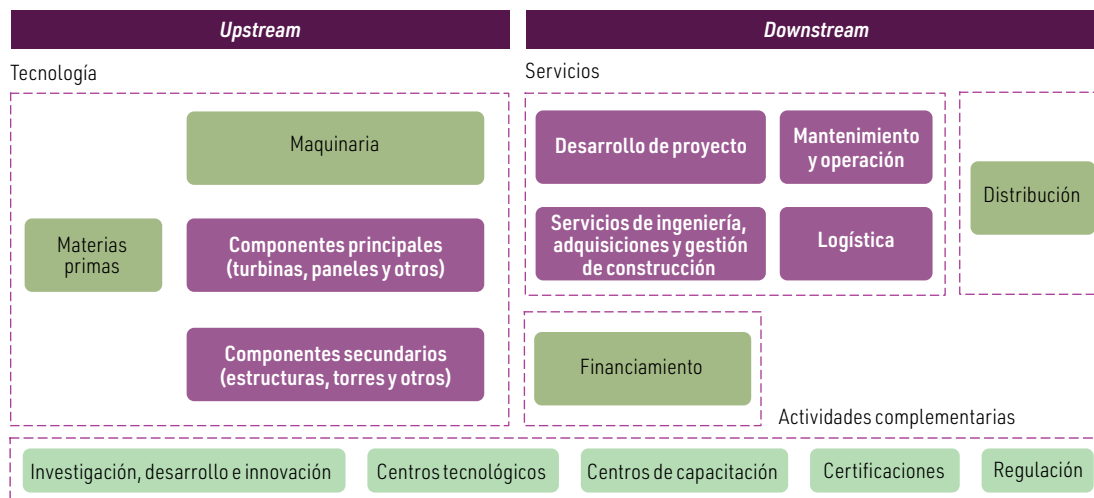 Upstream
Downstream
Tecnología
Servicios
Maquinaria
Materias
primas
Componentes principales
(turbinas, paneles y otros)
Componentes secundarios
(estructuras, torres y otros)
Desarrollo de proyecto
Mantenimiento
y operación
Servicios de ingeniería,
adquisiciones y gestión
de construcción
Logística
Distribución
Financiamiento
Actividades complementarias
Investigación, desarrollo e innovación
Centros tecnológicos
Centros de capacitación
Certificaciones
Regulación